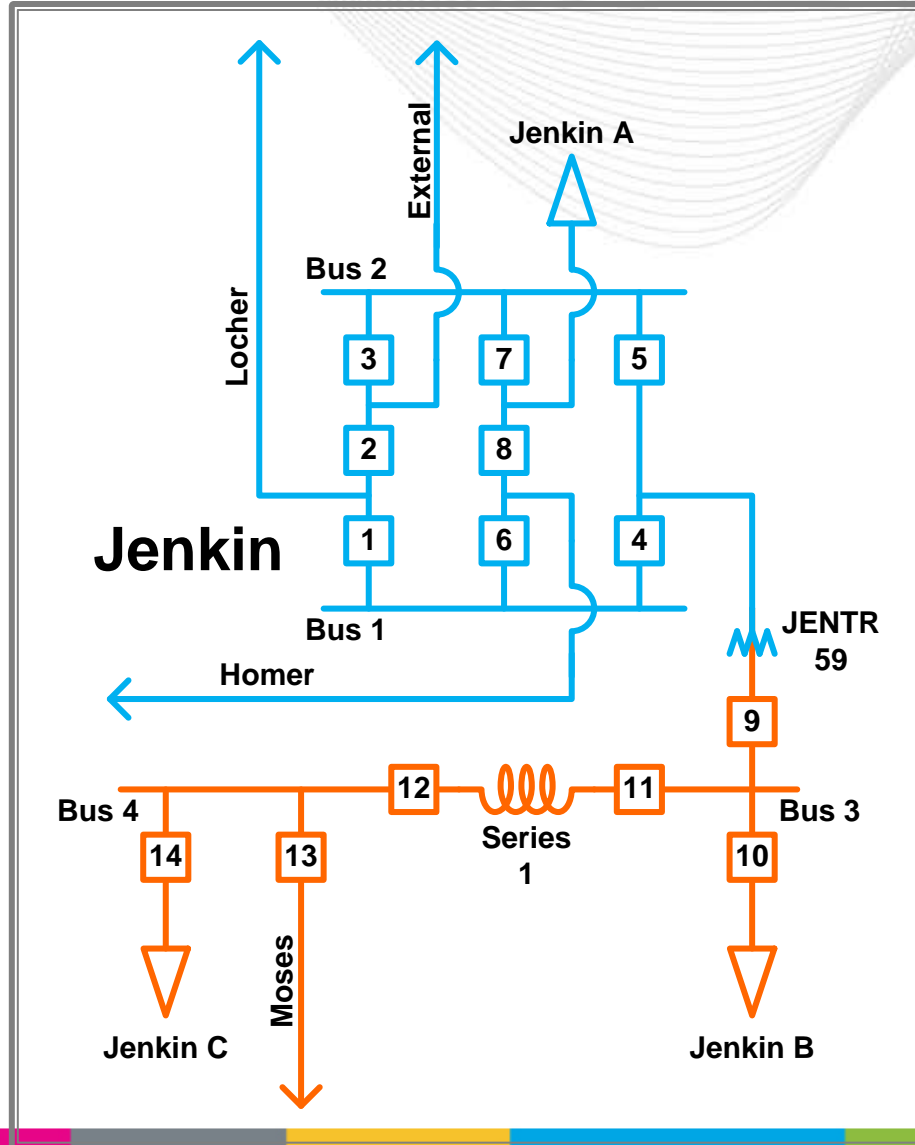 Jenkin A
External
Locher
Bus 2
3
7
5
2
8
Jenkin
1
6
4
Bus 1
JENTR
59
Homer
9
12
11
Bus 4
Bus 3
Series
1
14
13
10
Moses
Jenkin C
Jenkin B